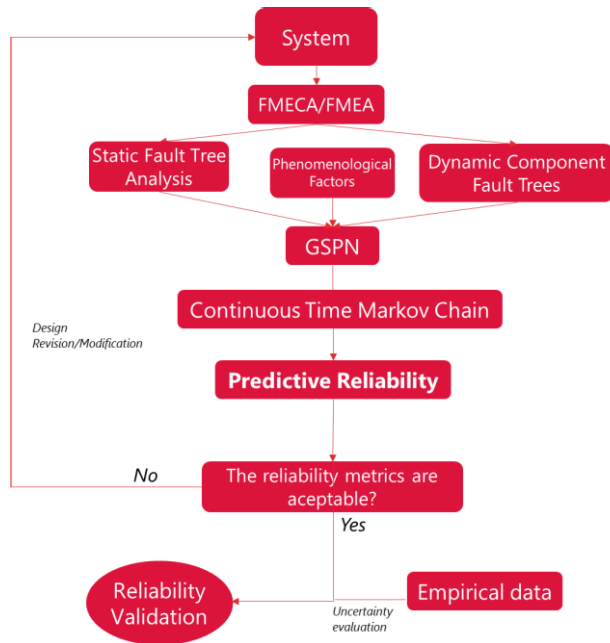 System
FMECA/FMEA
Static Fault Tree
Analysis
Phenomenological
Factors
Dynamic Component
Fault Trees
GSPN
Continuous Time Markov Chain
Design
Revision/Modification
Predictive Reliability
No
The reliability metrics are
aceptable?
Yes
Reliability
Validation
Uncertainty
evaluation
Empirical data